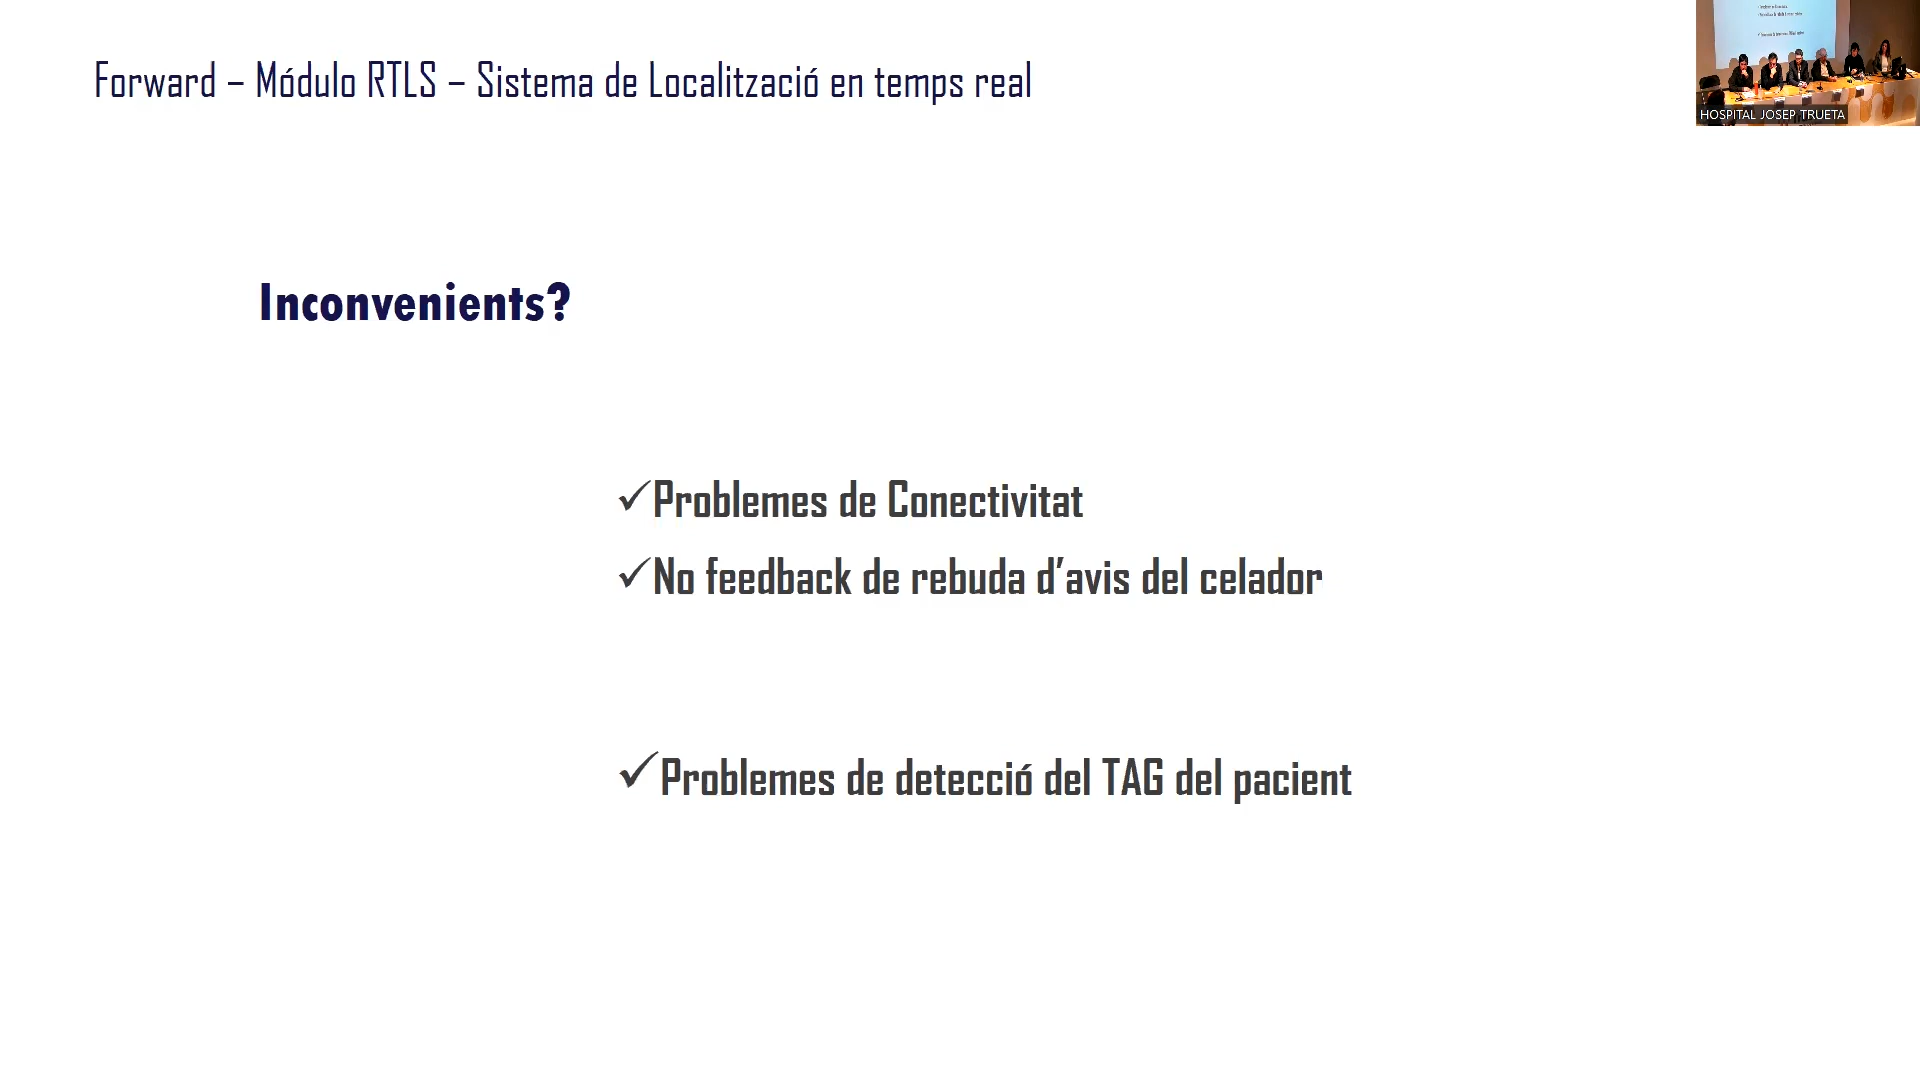 Forward – Módulo RTLS – Sistema de Localització en temps real
HOSPITAL JOSEP TRUETA
Inconvenients?
✓Problemes de Conectivitat
✓No feedback de rebuda d’avis del celador
✓Problemes de detecció del TAG del pacient